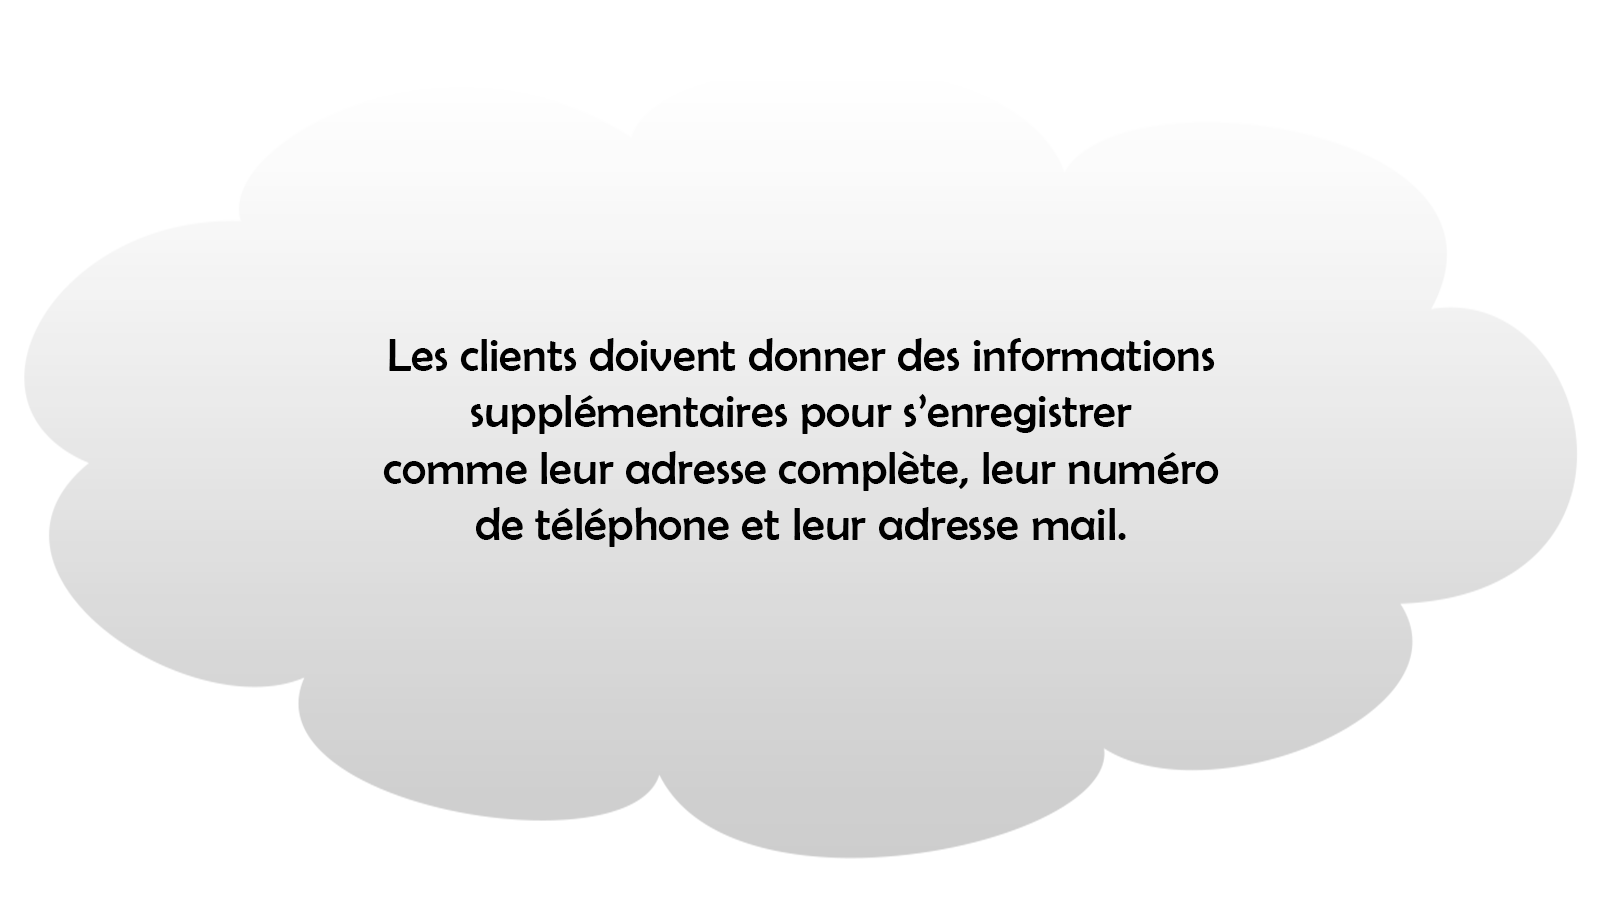 Les clients doivent donner des informations
supplémentaires pour s’enregistrer
comme leur adresse complète, leur numéro
de téléphone et leur adresse mail.